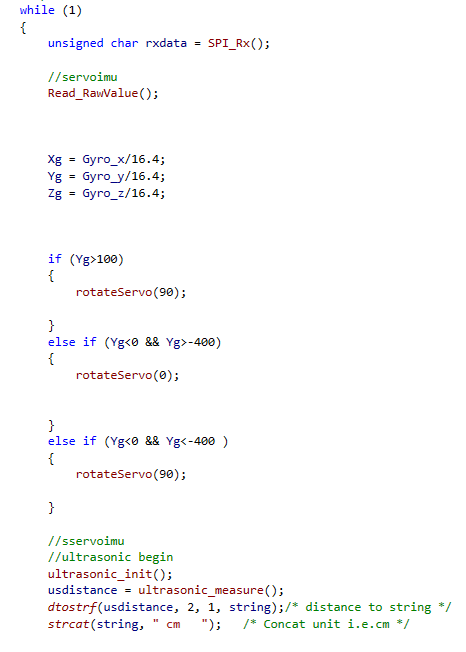 while (1)
{
unsigned char rxdata = SPI_Rx();
//servoimu
Read_RawValue();
Xg = Gyro_x/16.4;
Yg = Gyro_y/16.4;
Zg = Gyro_z/16.4;
if (Yg>100)
{
rotateServo(90);
}
else if (Yg<0 && Yg>-400)
{
rotateServo(0);
}
else if (Yg<0 && Yg<-400 )
{
rotateServo(90);
}
//sservoimu
//ultrasonic begin
ultrasonic_init();
usdistance = ultrasonic_measure();
dtostrf(usdistance, 2, 1, string);/* distance to string */
strcat(string, " cm   ");   /* Concat unit i.e.cm */